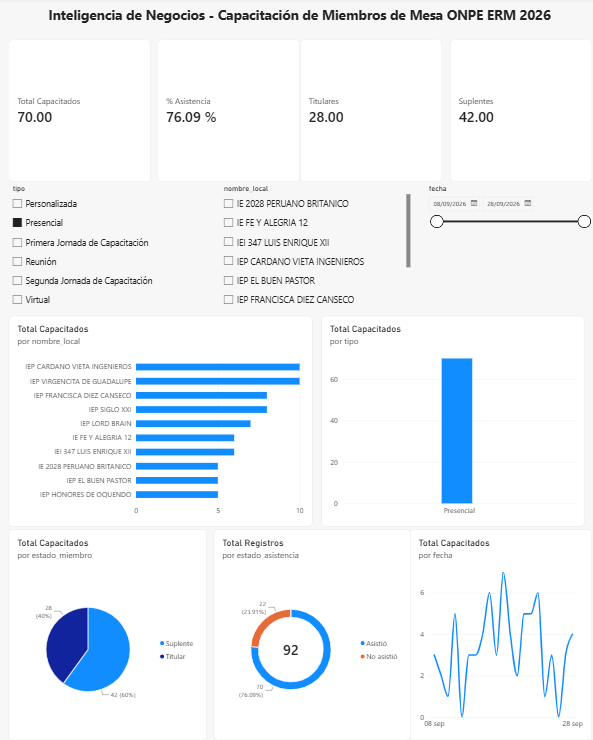 Inteligencia de Negocios - Capacitación de Miembros de Mesa ONPE ERM 2026
Total Capacitados
70.00
% Asistencia
76.09 %
Titulares
28.00
Suplentes
42.00
tipo
Personalizada
Presencial
Primera Jornada de Capacitación
Reunión
Segunda Jornada de Capacitación
Virtual
nombre_local
IE 2028 PERUANO BRITANICO
IE FE Y ALEGRIA 12
IEI 347 LUIS ENRIQUE XII
IEP CARDANO VIETA INGENIEROS
IEP EL BUEN PASTOR
IEP FRANCISCA DIEZ CANSECO
fecha
08/09/2026 28/09/2026
Total Capacitados
por nombre_local
IEP CARDANO VIETA INGENIEROS
IEP VIRGENCITA DE GUADALUPE
IEP FRANCISCA DIEZ CANSECO
IEP SIGLO XXI
IEP LORD BRAIN
IE FE Y ALEGRIA 12
IEI 347 LUIS ENRIQUE XII
IE 2028 PERUANO BRITANICO
IEP EL BUEN PASTOR
IEP HONORES DE OQUENDO
0 5 10
Total Capacitados
por tipo
60
40
20
0
Presencial
Total Capacitados
por estado_miembro
28
(40%)
42 (60%)
Suplente
Titular
Total Registros
por estado_asistencia
22
(23.91%)
92
70
(76.09%)
Asistió
No asistió
Total Capacitados
por fecha
6
4
2
0
08 sep 28 sep